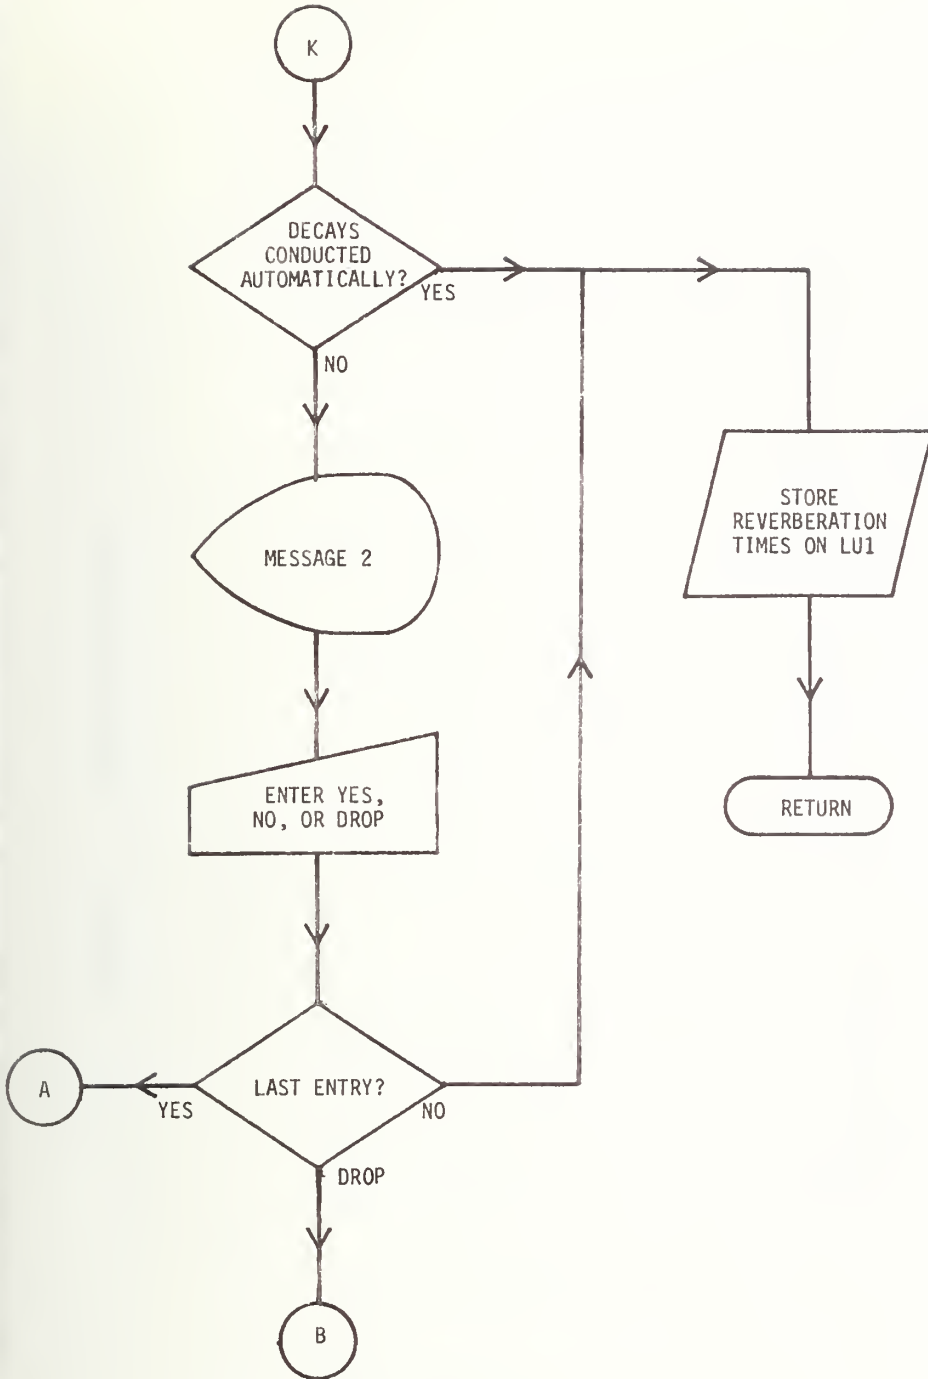 K
DECAYS
CONDUCTED
AUTOMATICALLY?
YES
NO
MESSAGE 2
ENTER YES,
NO, OR DROP
LAST ENTRY?
YES
NO
DROP
A
B
STORE
REVERBERATION
TIMES ON LU1
RETURN